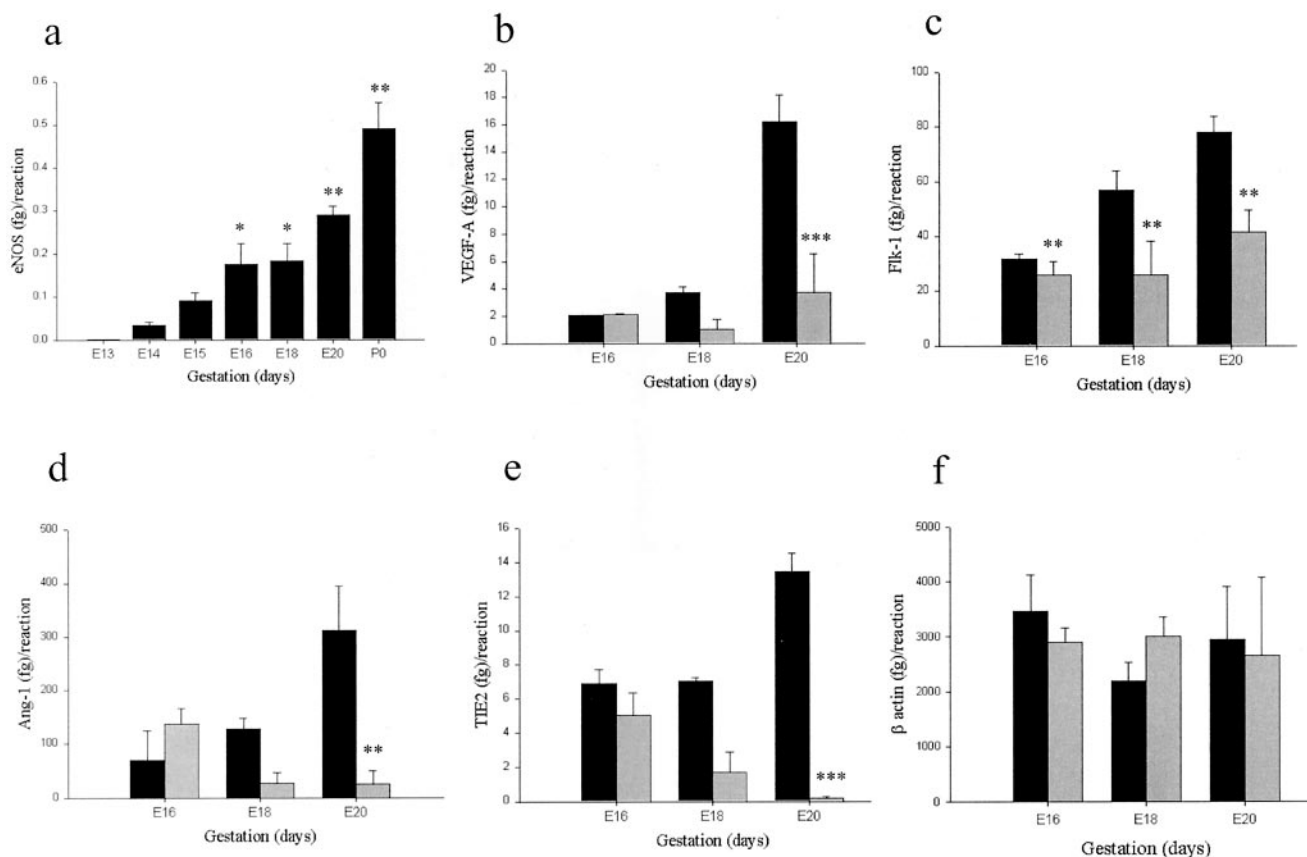 a
eNOS (fg)/reaction
0.6
0.5
0.4
0.3
0.2
0.1
0.0
*
*
**
**
E13 E14 E15 E16 E18 E20 P0
Gestation (days)
b
VEGF-A (fg)/reaction
20
18
16
14
12
10
8
6
4
2
0
***
E16 E18 E20
Gestation (days)
c
Flk-1 (fg)/reaction
100
80
60
40
20
0
**
**
**
E16 E18 E20
Gestation (days)
d
Ang-1 (fg)/reaction
500
400
300
200
100
0
**
E16 E18 E20
Gestation (days)
e
TIE2 (fg)/reaction
16
14
12
10
8
6
4
2
0
***
E16 E18 E20
Gestation (days)
f
β actin (fg)/reaction
5000
4000
3000
2000
1000
0
E16 E18 E20
Gestation (days)